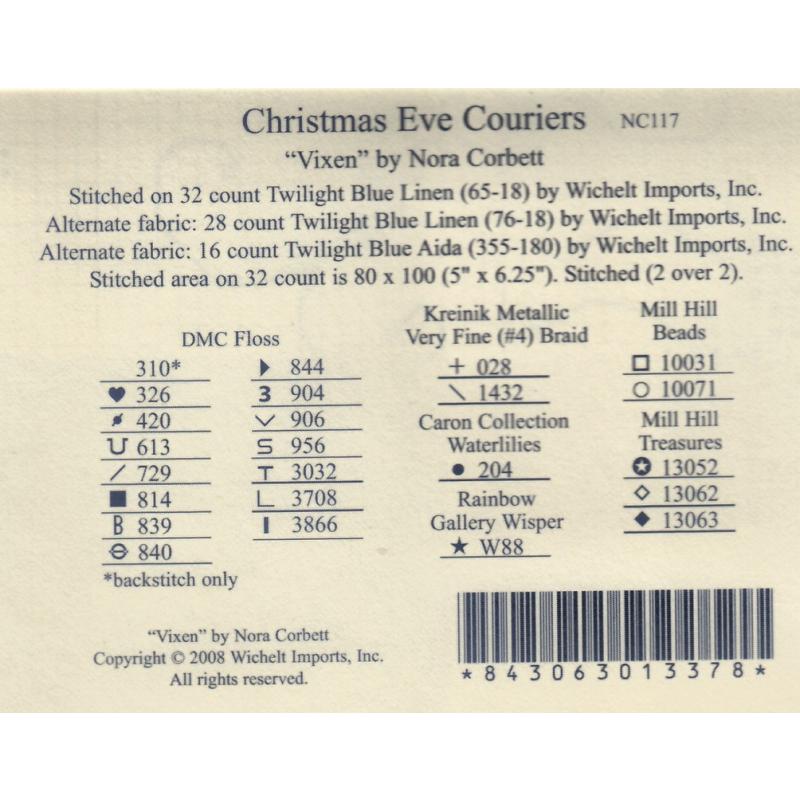 Christmas Eve Couriers NC117
"Vixen" by Nora Corbett
Stitched on 32 count Twilight Blue Linen (65-18) by Wichelt Imports, Inc.
Alternate fabric: 28 count Twilight Blue Linen (76-18) by Wichelt Imports, Inc.
Alternate fabric: 16 count Twilight Blue Aida (355-180) by Wichelt Imports, Inc.
Stitched area on 32 count is 80 x 100 (5" x 6.25"). Stitched (2 over 2).
DMC Floss
310*
326
420
613
729
814
839
840
*backstitch only
844
904
906
956
3032
3708
3866
Kreinik Metallic
Very Fine (#4) Braid
028
1432
Caron Collection
Waterlilies
204
Rainbow
Gallery Wisper
W88
Mill Hill
Beads
10031
10071
Mill Hill
Treasures
13052
13062
13063
"Vixen" by Nora Corbett
Copyright © 2008 Wichelt Imports, Inc.
All rights reserved.
*843063013378*